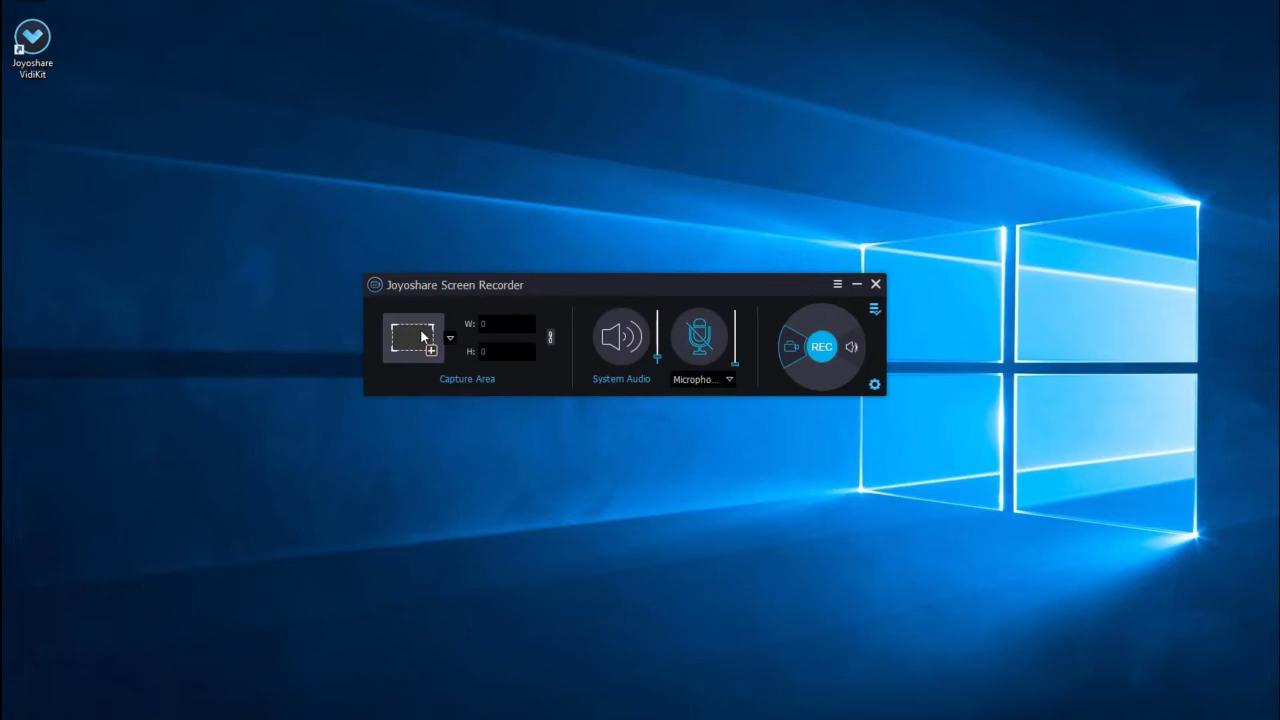 Joyoshare
VidiKit
Joyoshare Screen Recorder
W: 0
H: 0
Capture Area
System Audio
Micropho...
REC